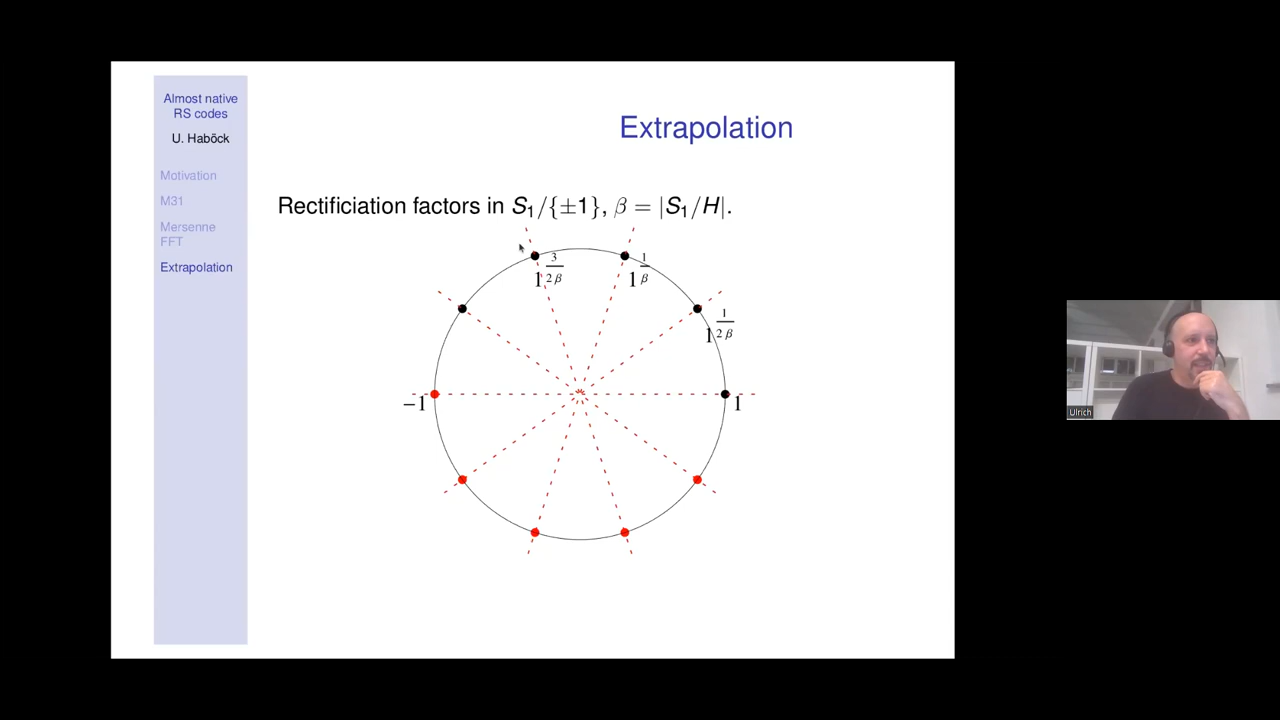 Almost native
RS codes
U. Haböck
Motivation
M31
Mersenne
FFT
Extrapolation
Extrapolation
Rectificiation factors in S₁/{±1}, β = |S₁/H|.
1^{3/(2β)}
1^{1/β}
1^{1/(2β)}
−1
1
Ulrich